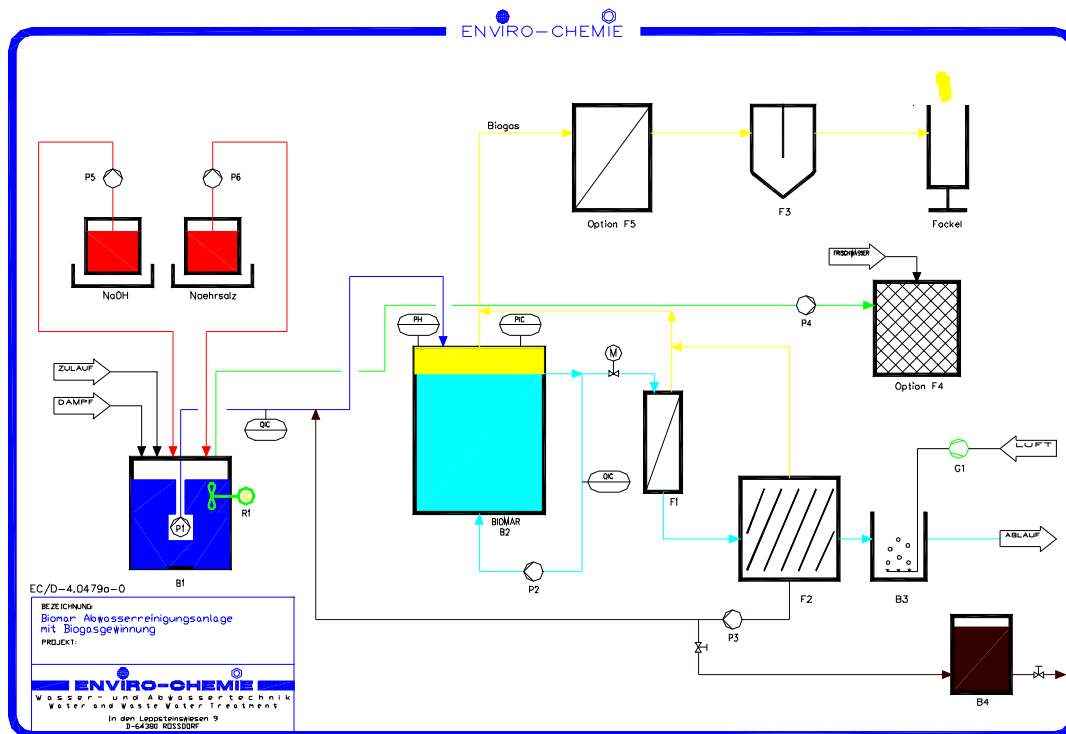 ENVIRO-CHEMIE
Biogas
P5
P6
Option F5
F3
Fackel
NaOH
Naehrsalz
FRISCHWASSER
PH
PIC
P4
M
Option F4
ZULAUF
DAMPF
QIC
LUFT
G1
QIC
F1
R1
P1
BIOMAR
B2
ABLAUF
P2
B1
F2
B3
EC/D-4.0479a-0
BEZEICHNUNG:
Biomar Abwasserreinigungsanlage
mit Biogasgewinnung
PROJEKT:
P3
ENVIRO-CHEMIE
Wasser- und Abwassertechnik
Water and Waste Water Treatment
In den Leppsteinswiesen 9
D-64380 ROSSDORF
B4